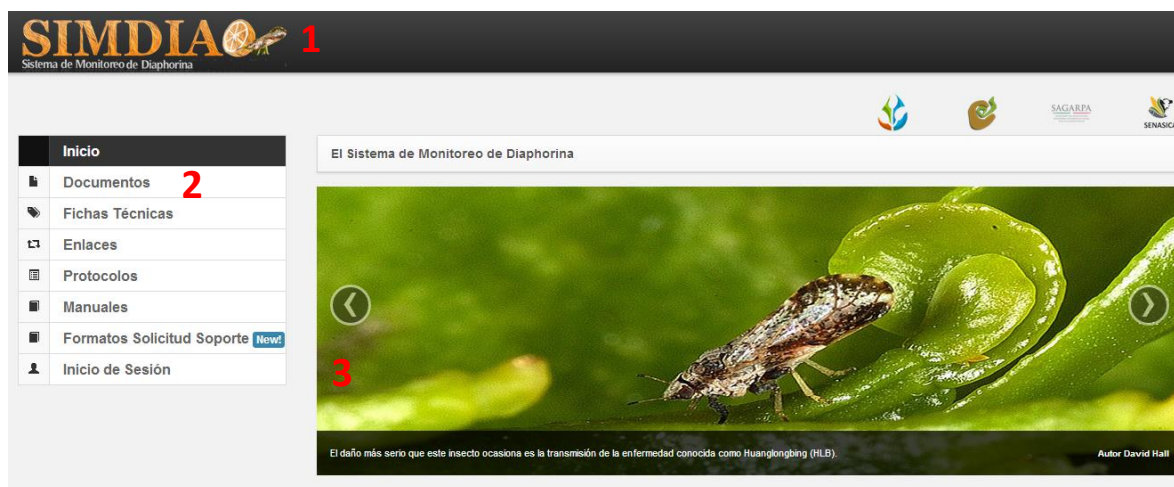 SIMDIA
1
Sistema de Monitoreo de Diaphorina
SAGARPA
SENASICA
Inicio
El Sistema de Monitoreo de Diaphorina
Documentos
2
Fichas Técnicas
Enlaces
Protocolos
Manuales
Formatos Solicitud Soporte New!
Inicio de Sesión
3
El daño más serio que este insecto ocasiona es la transmisión de la enfermedad conocida como Huanglongbing (HLB).
Autor David Hall